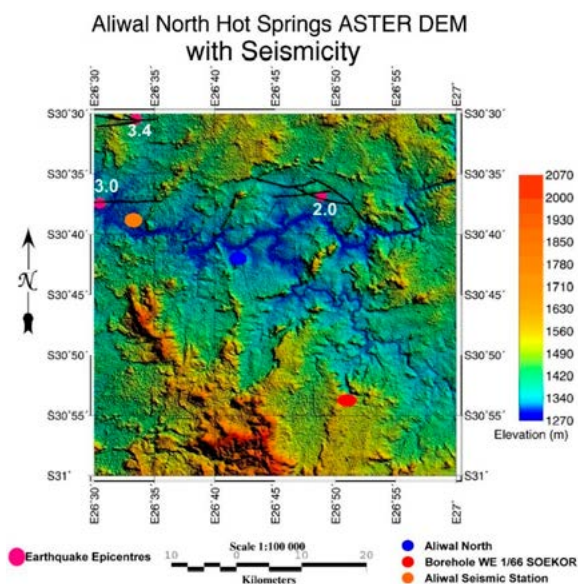 Aliwal North Hot Springs ASTER DEM
with Seismicity
E26˚30' E26˚35' E26˚40' E26˚45' E26˚50' E26˚55' E27˚
S30˚30' S30˚30'
3.4
S30˚35' S30˚35'
3.0
2.0
S30˚40' S30˚40'
S30˚45' S30˚45'
S30˚50' S30˚50'
S30˚55' S30˚55'
S31˚ S31˚
E26˚30' E26˚35' E26˚40' E26˚45' E26˚50' E26˚55' E27˚
N
2070
1930
1860
1780
1710
1640
1560
1490
1420
1340
1270
Elevation (m)
Earthquake Epicentres
Scale 1:100 000
10 0 10 20
Kilometers
Aliwal North
Borehole WE 1/66 SOEKOR
Aliwal Seismic Station